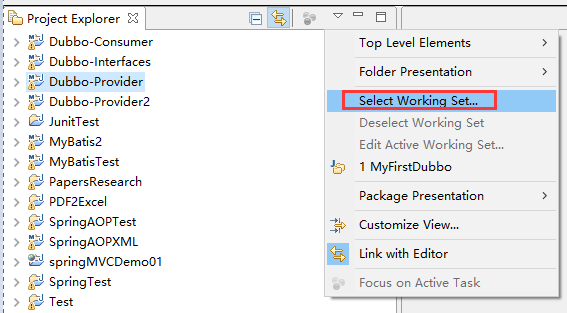 Project Explorer
Dubbo-Consumer
Dubbo-Interfaces
Dubbo-Provider
Dubbo-Provider2
JunitTest
MyBatis2
MyBatisTest
PapersResearch
PDF2Excel
SpringAOPTest
SpringAOPXML
springMVCDemo01
SpringTest
Test
Top Level Elements
Folder Presentation
Select Working Set...
Deselect Working Set
Edit Active Working Set...
1 MyFirstDubbo
Package Presentation
Customize View...
Link with Editor
Focus on Active Task